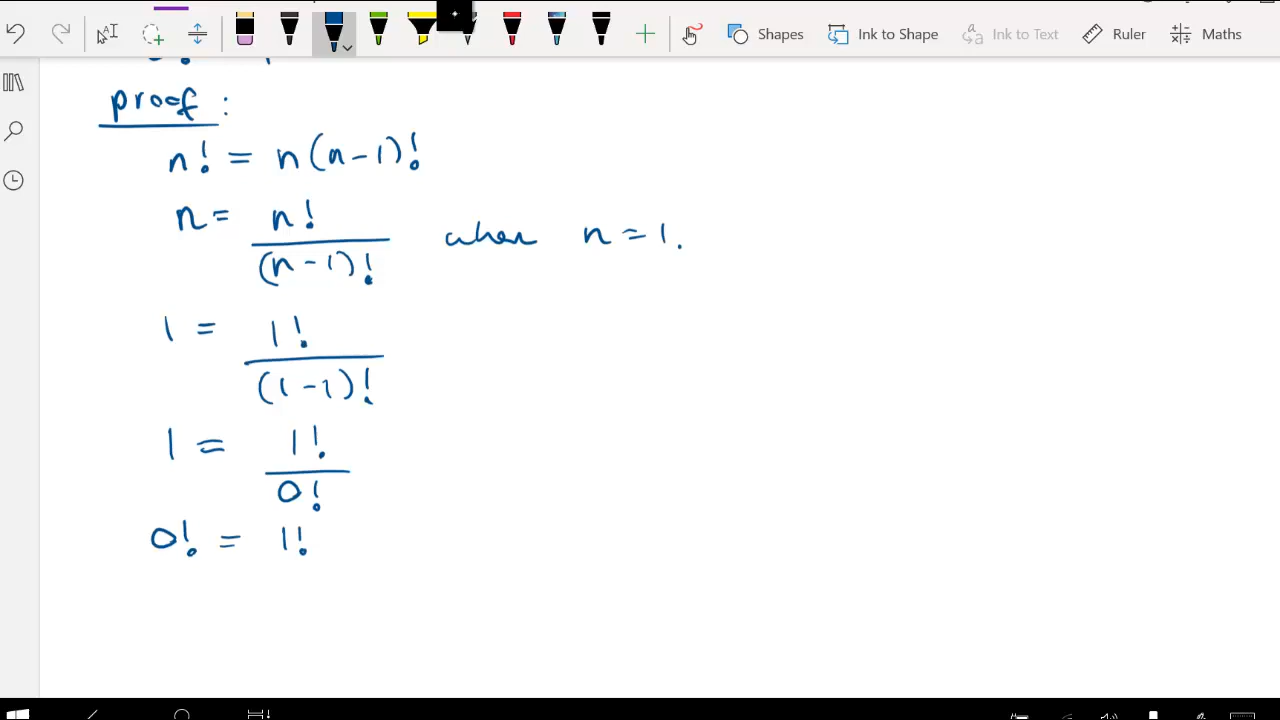 Ink to Shape
Shapes
Ink to Text
Ruler
Maths
proof :
n! = n(n-1)!
n = n!/(n-1)! when n = 1.
1 = 1!/(1-1)!
1 = 1!/0!
0! = 1!